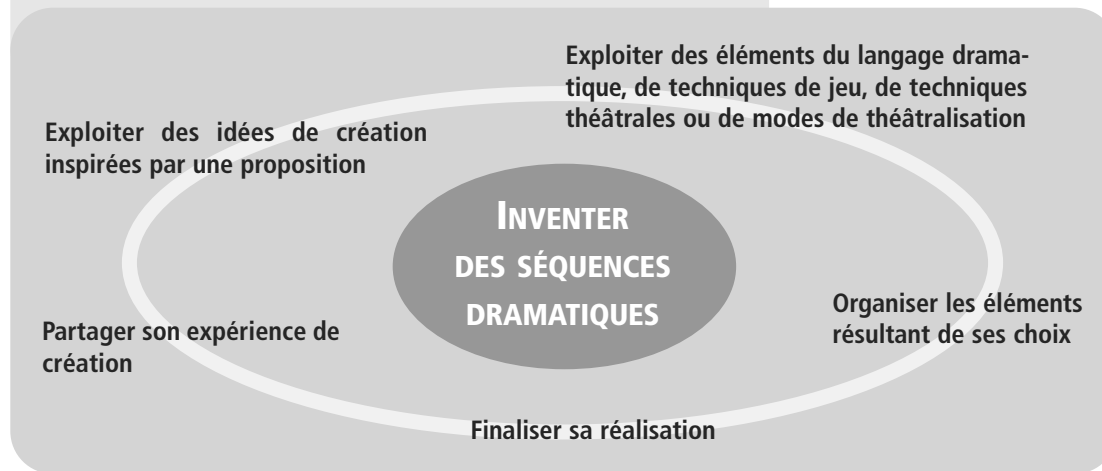 Exploiter des éléments du langage drama-
tique, de techniques de jeu, de techniques
théâtrales ou de modes de théâtralisation
Exploiter des idées de création
inspirées par une proposition
INVENTER
DES SÉQUENCES
DRAMATIQUES
Organiser les éléments
résultant de ses choix
Partager son expérience de
création
Finaliser sa réalisation